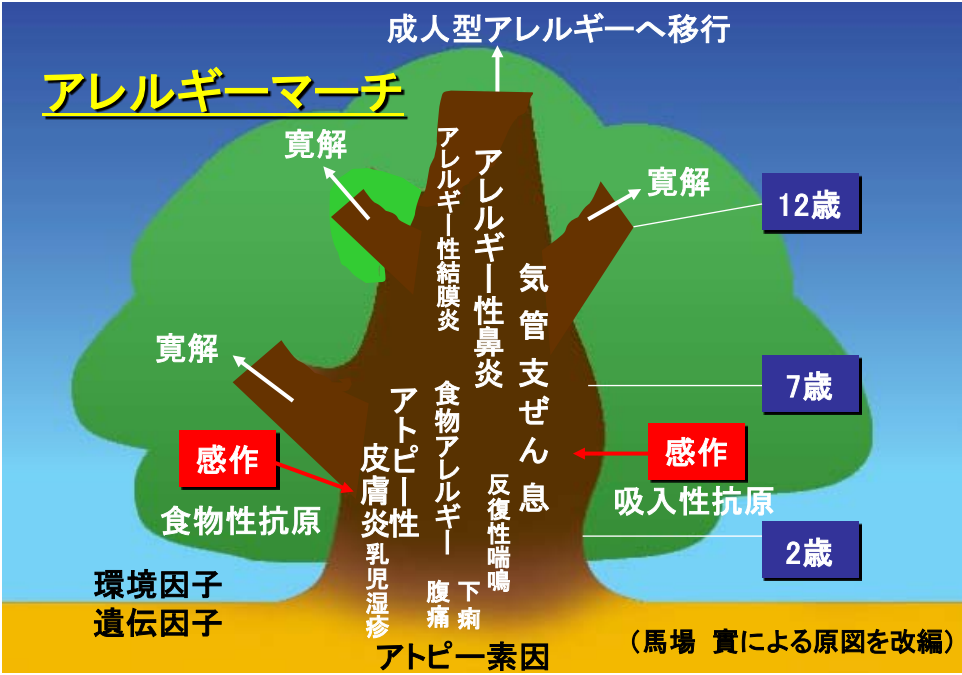 成人型アレルギーへ移行
アレルギーマーチ
寛解
寛解
寛解
12歳
7歳
2歳
アレルギー性結膜炎
アレルギー性鼻炎
気管支ぜん息
食物アレルギー
アトピー性
皮膚炎
反復性喘鳴
乳児湿疹
腹痛
下痢
感作
食物性抗原
感作
吸入性抗原
環境因子
遺伝因子
アトピー素因
（馬場　實による原図を改編）